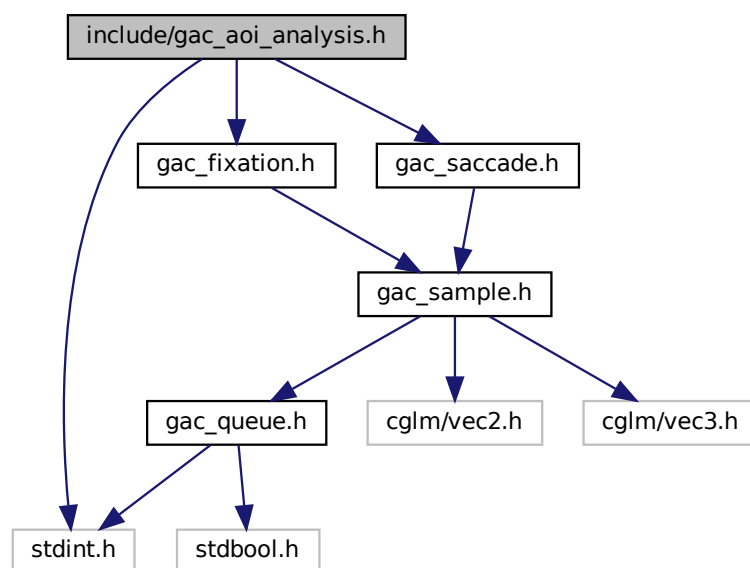 include/gac_aoi_analysis.h
gac_fixation.h
gac_saccade.h
gac_sample.h
gac_queue.h
cglm/vec2.h
cglm/vec3.h
stdint.h
stdbool.h